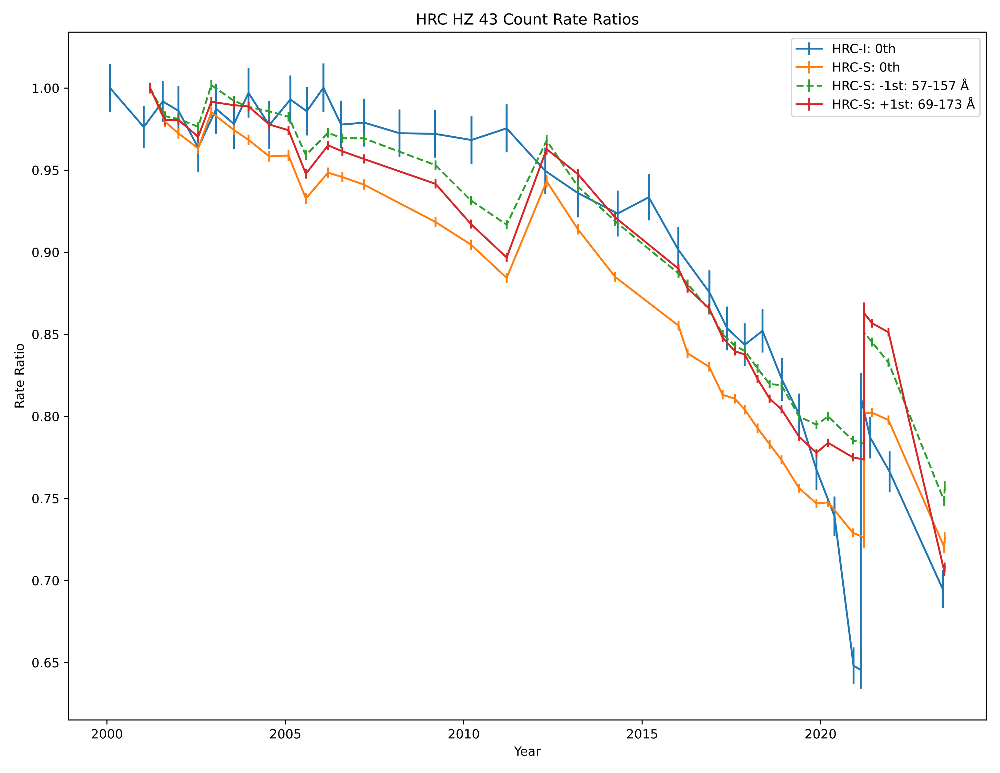 HRC HZ 43 Count Rate Ratios
HRC-I: 0th
HRC-S: 0th
HRC-S: -1st: 57-157 Å
HRC-S: +1st: 69-173 Å
Rate Ratio
1.00
0.95
0.90
0.85
0.80
0.75
0.70
0.65
2000 2005 2010 2015 2020
Year